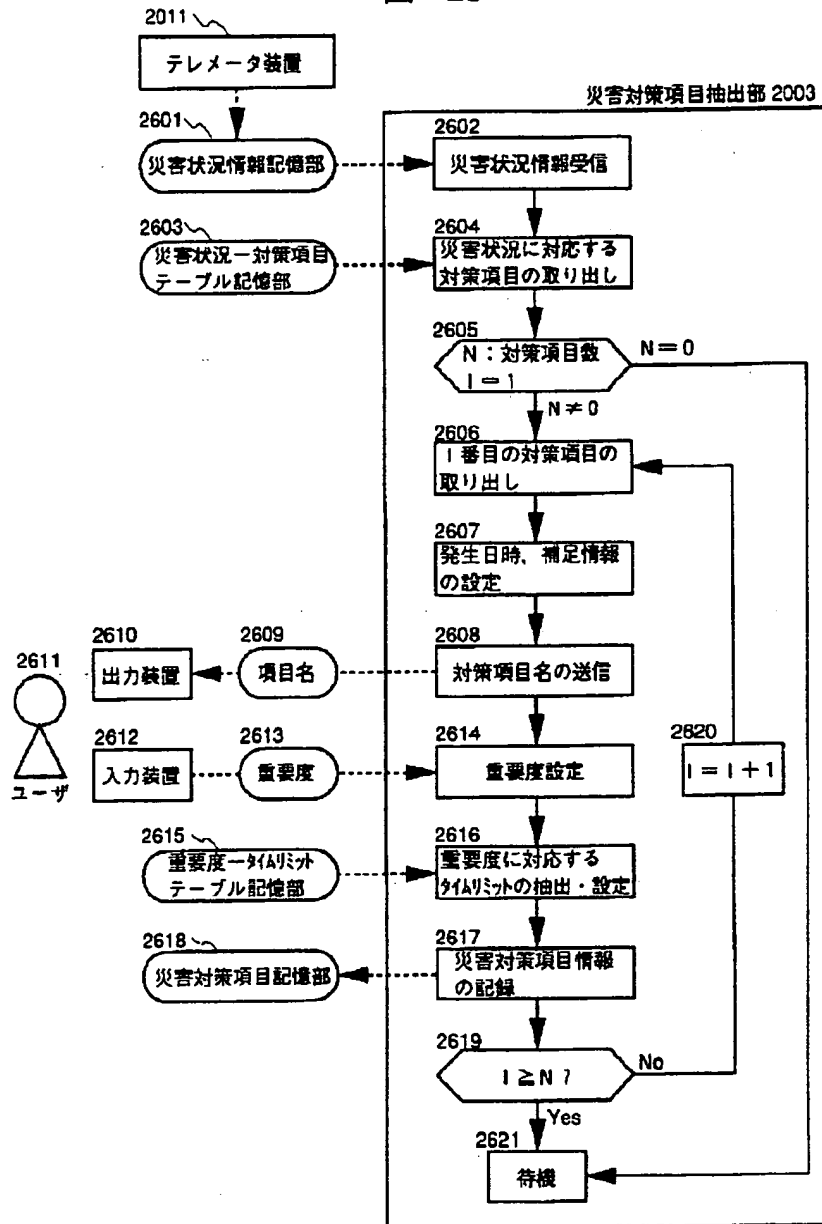 2011
テレメータ装置
災害対策項目抽出部 2003
2601
災害状況情報記憶部
2602
災害状況情報受信
2603
災害状況ー対策項目
テーブル記憶部
2604
災害状況に対応する
対策項目の取り出し
2605
N：対策項目数
I＝1
N＝0
N≠0
2606
I番目の対策項目の
取り出し
2607
発生日時、補足情報
の設定
2608
対策項目名の送信
2609
項目名
2610
出力装置
2611
ユーザ
2612
入力装置
2613
重要度
2614
重要度設定
2620
I＝I＋1
2615
重要度ータイムリミット
テーブル記憶部
2616
重要度に対応する
タイムリミットの抽出・設定
2617
災害対策項目情報
の記録
2618
災害対策項目記憶部
2619
I≧N？
No
Yes
2621
待機